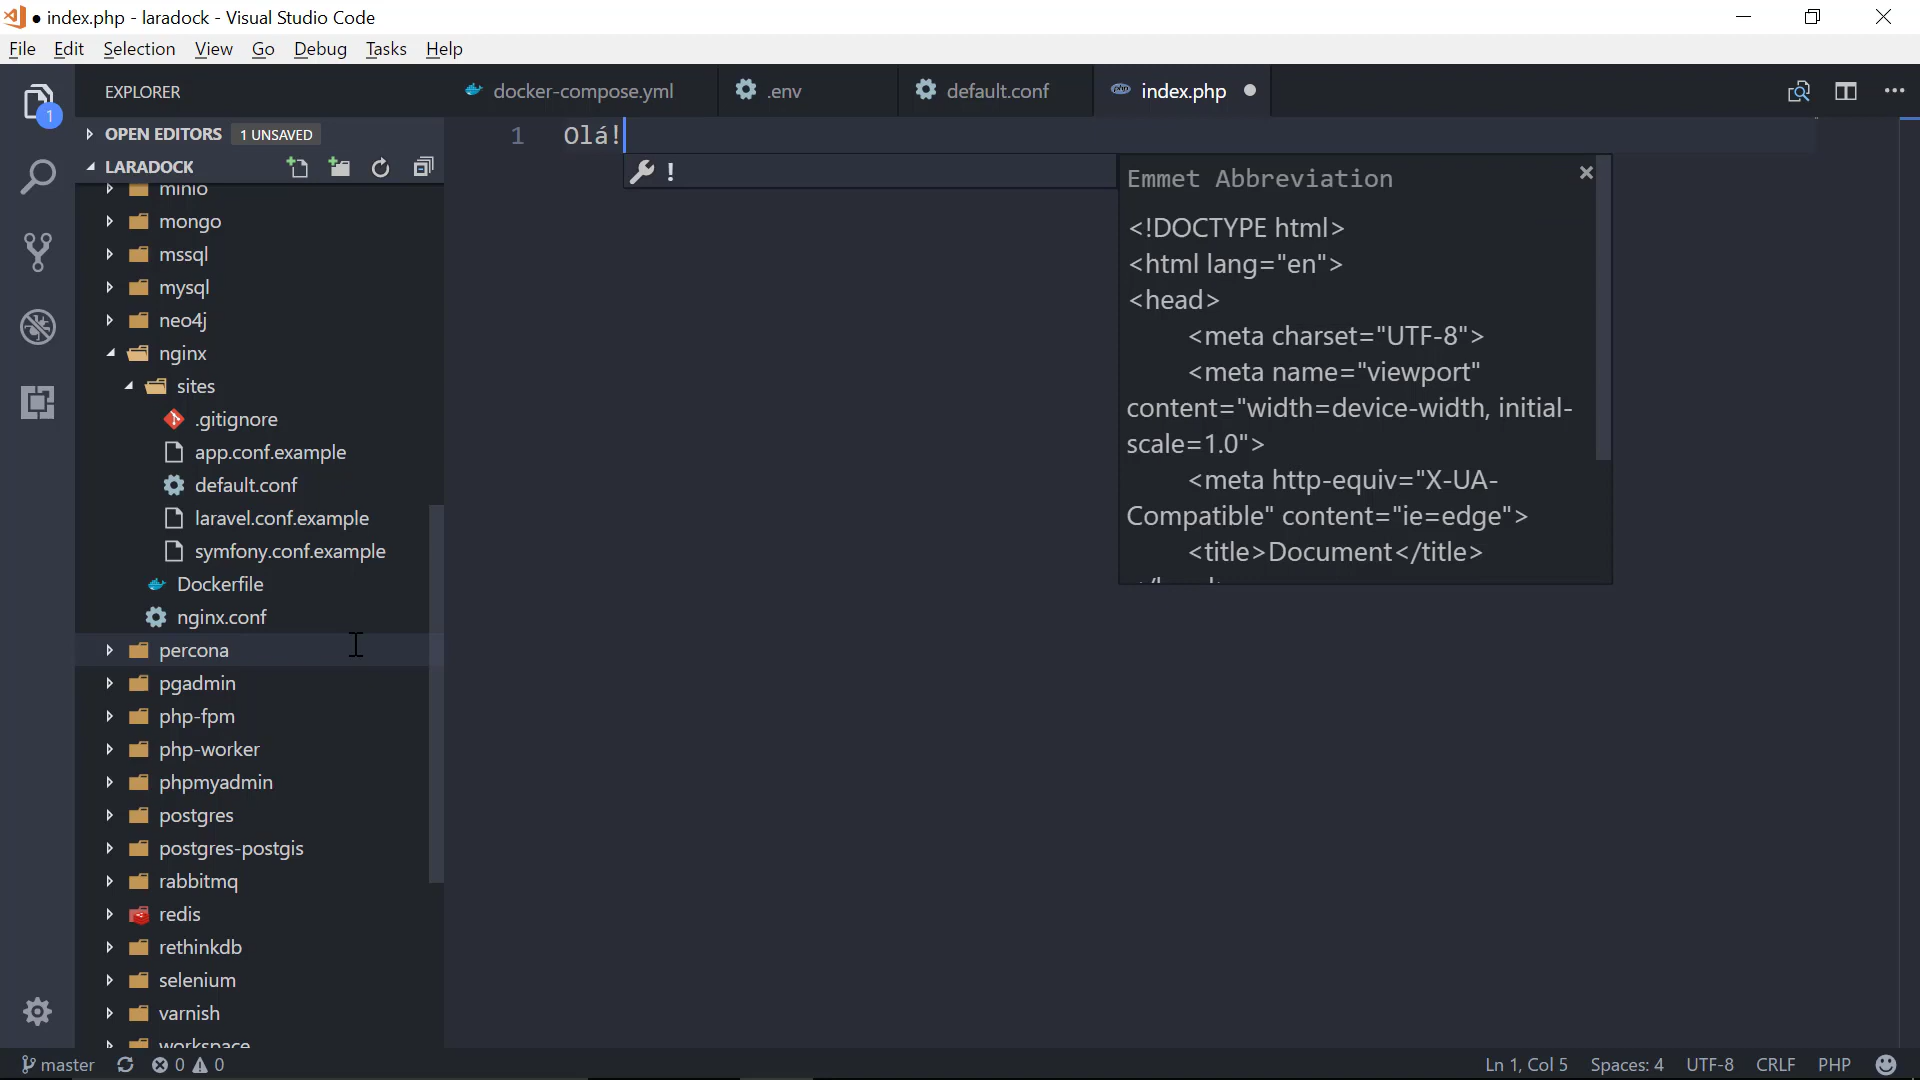 ● index.php - laradock - Visual Studio Code
File Edit Selection View Go Debug Tasks Help
EXPLORER
docker-compose.yml
.env
default.conf
index.php ●
1
OPEN EDITORS 1 UNSAVED
LARADOCK
minio
mongo
mssql
mysql
neo4j
nginx
sites
.gitignore
app.conf.example
default.conf
laravel.conf.example
symfony.conf.example
Dockerfile
nginx.conf
percona
pgadmin
php-fpm
php-worker
phpmyadmin
postgres
postgres-postgis
rabbitmq
redis
rethinkdb
selenium
varnish
workspace
1 Olá!
!
Emmet Abbreviation
<!DOCTYPE html>
<html lang="en">
<head>
<meta charset="UTF-8">
<meta name="viewport"
content="width=device-width, initial-
scale=1.0">
<meta http-equiv="X-UA-
Compatible" content="ie=edge">
<title>Document</title>
master 0 0
Ln 1, Col 5 Spaces: 4 UTF-8 CRLF PHP